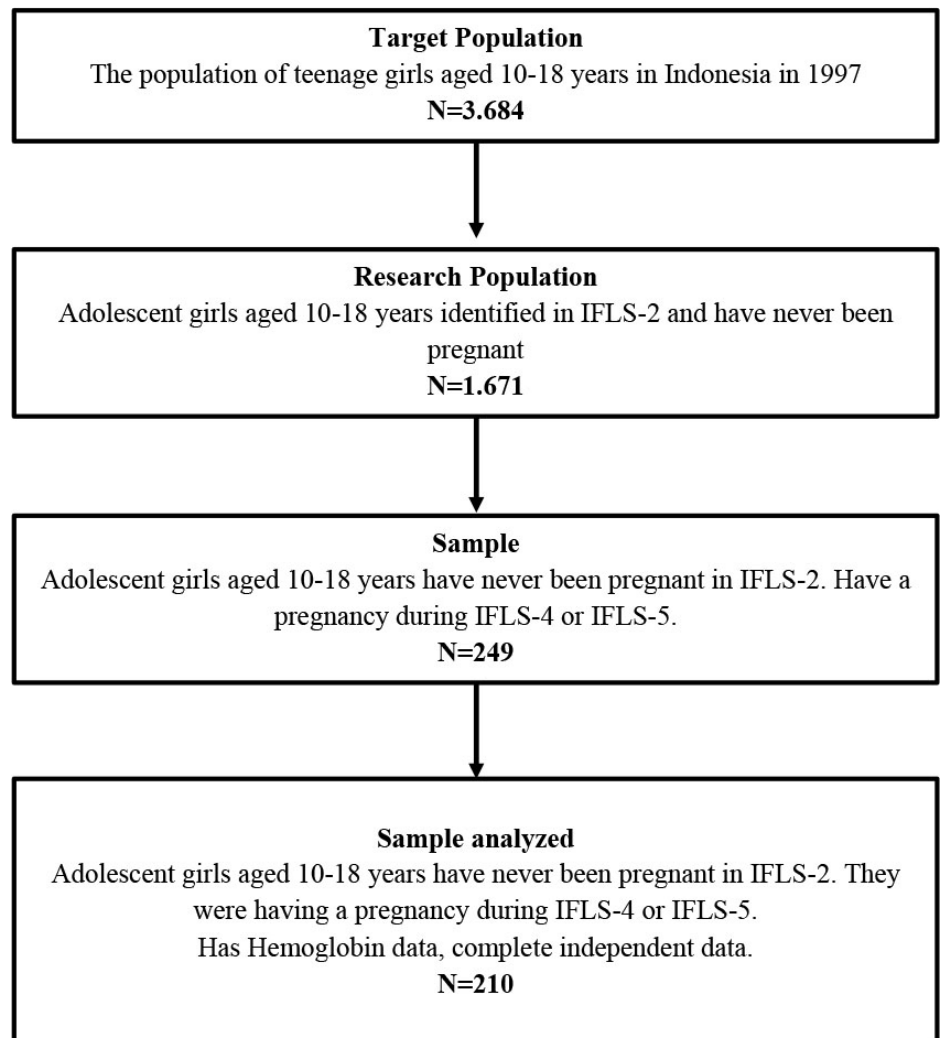 Target Population
The population of teenage girls aged 10-18 years in Indonesia in 1997
N=3.684
Research Population
Adolescent girls aged 10-18 years identified in IFLS-2 and have never been
pregnant
N=1.671
Sample
Adolescent girls aged 10-18 years have never been pregnant in IFLS-2. Have a
pregnancy during IFLS-4 or IFLS-5.
N=249
Sample analyzed
Adolescent girls aged 10-18 years have never been pregnant in IFLS-2. They
were having a pregnancy during IFLS-4 or IFLS-5.
Has Hemoglobin data, complete independent data.
N=210